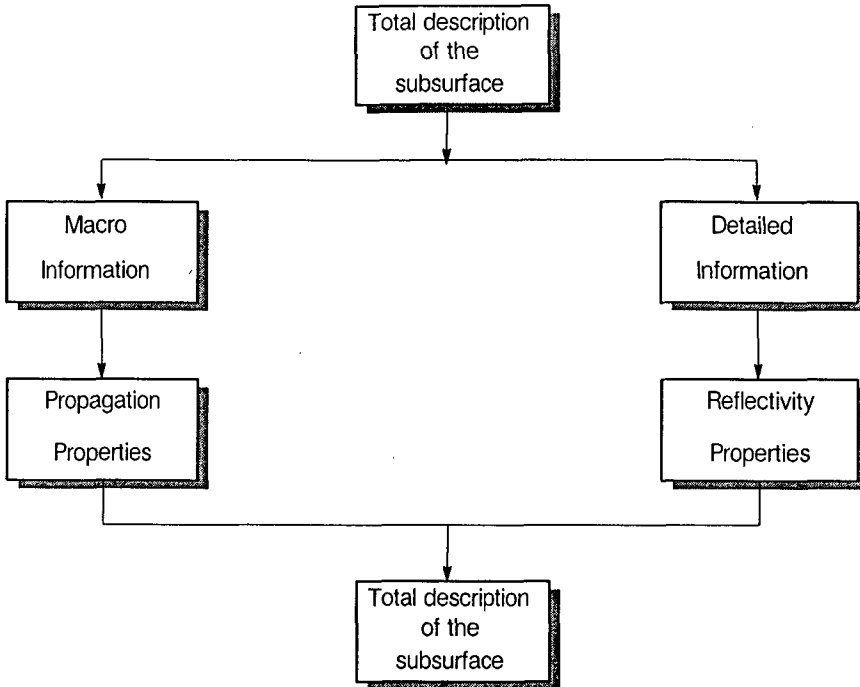 Total description
of the
subsurface
Macro
Information
Detailed
Information
Propagation
Properties
Reflectivity
Properties
Total description
of the
subsurface